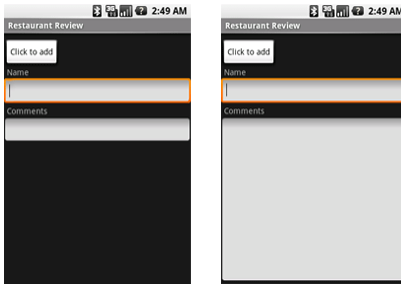 2:49 AM
Restaurant Review
Click to add
Name
Comments
2:49 AM
Restaurant Review
Click to add
Name
Comments